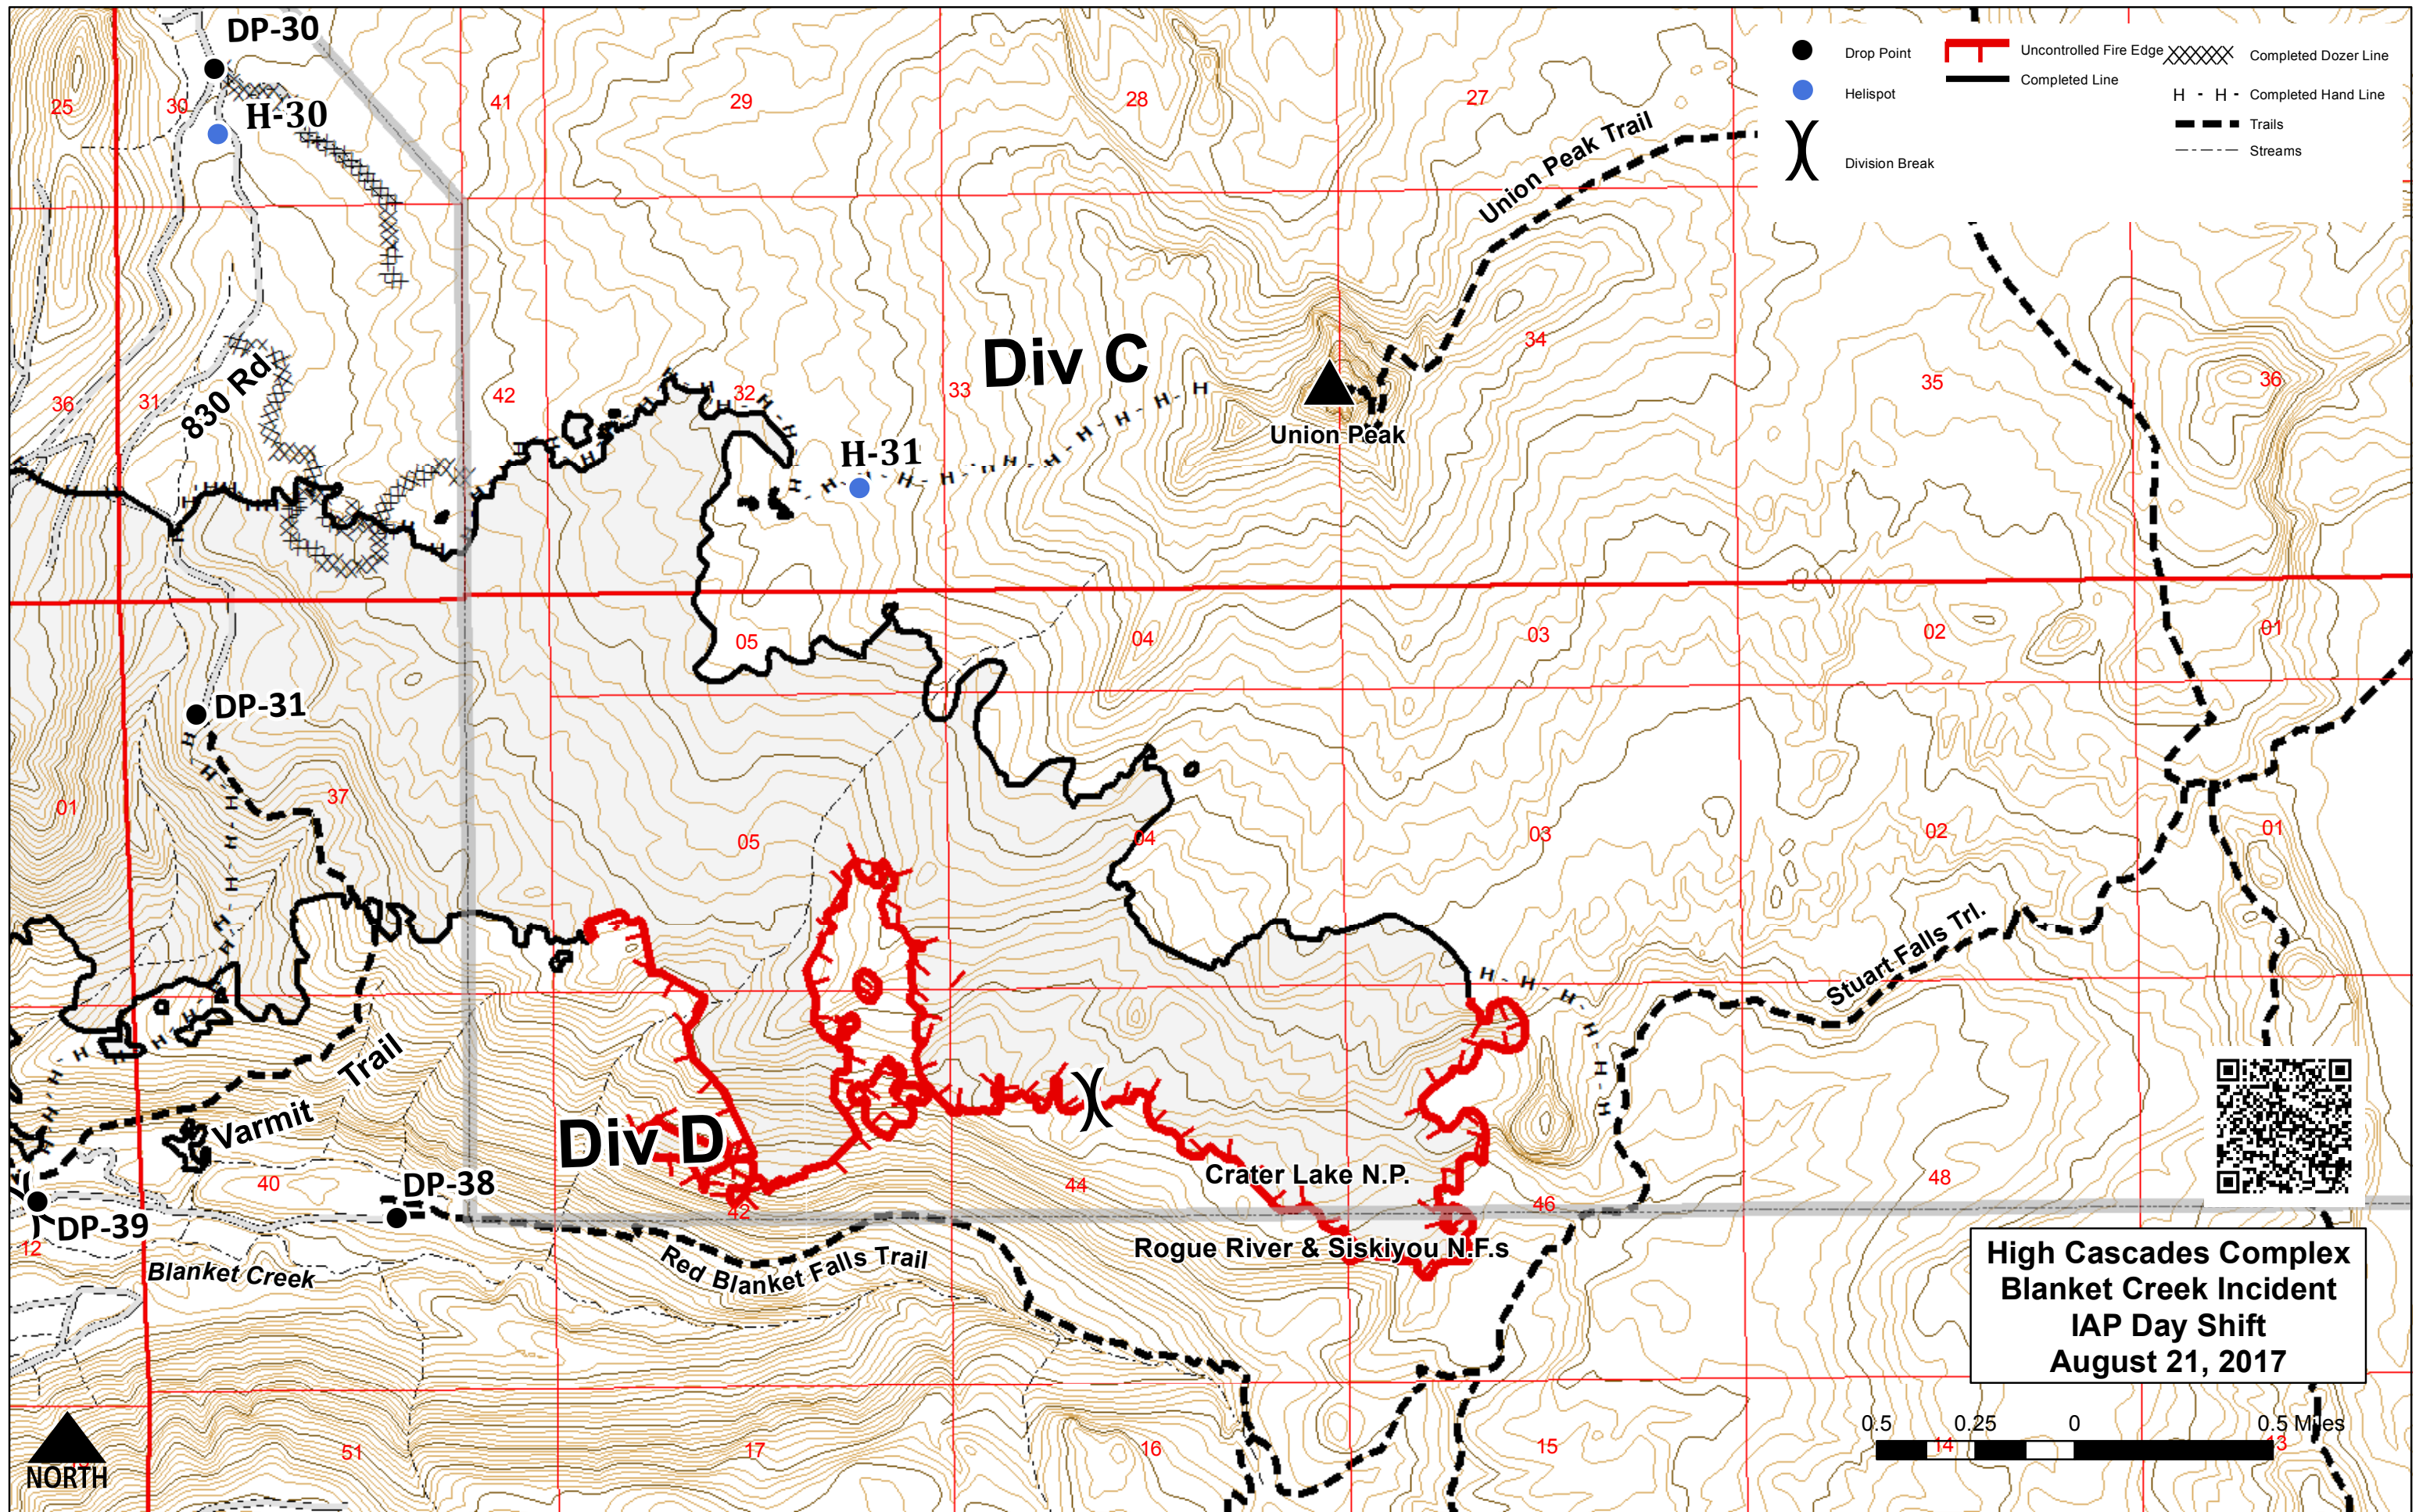 DP-30
H-30
25
30
41
29
28
27
Union Peak Trail
Drop Point
Helispot
Division Break
Uncontrolled Fire Edge
Completed Line
Completed Dozer Line
H - H - Completed Hand Line
Trails
Streams
36
31
830 Rd
42
32
33
Div C
34
35
36
H-31
Union Peak
05
04
03
02
01
DP-31
01
37
05
04
03
02
01
Stuart Falls Trl.
Varmit Trail
Div D
40
DP-38
42
44
Crater Lake N.P.
46
48
DP-39
12
Blanket Creek
Red Blanket Falls Trail
Rogue River & Siskiyou N.F.s
High Cascades Complex
Blanket Creek Incident
IAP Day Shift
August 21, 2017
0.5 0.25 0 0.5 Miles
51
17
16
15
14
13
NORTH